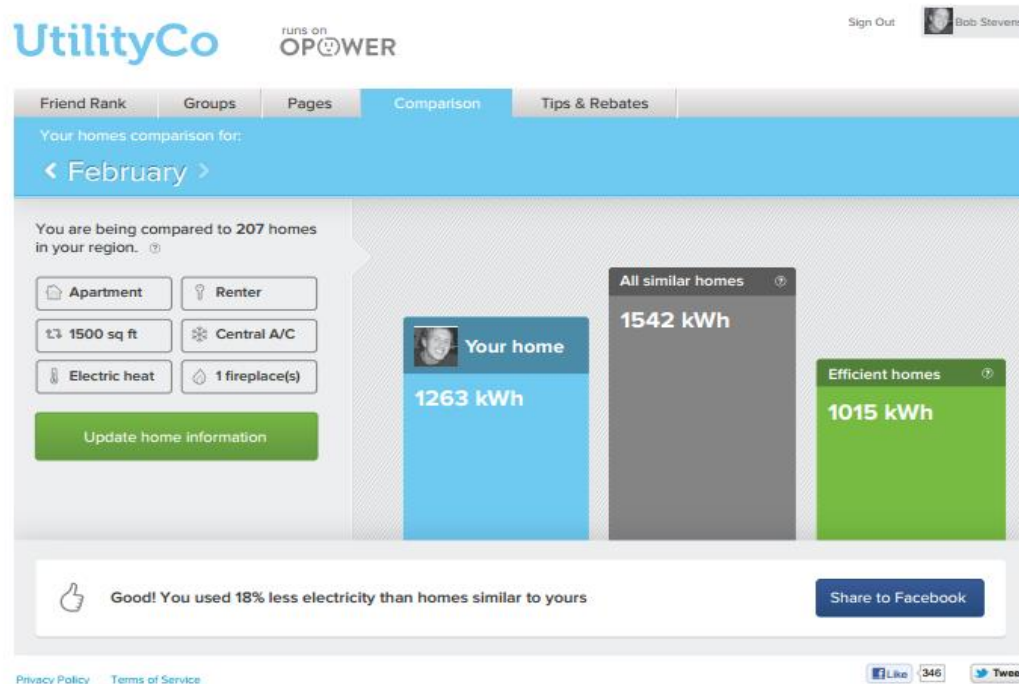 UtilityCo
runs on
OPOWER
Sign Out
Bob Stevens
Friend Rank
Groups
Pages
Comparison
Tips & Rebates
Your homes comparison for:
< February >
You are being compared to 207 homes
in your region. ?
Apartment
Renter
1500 sq ft
Central A/C
Electric heat
1 fireplace(s)
Update home information
Your home
1263 kWh
All similar homes ?
1542 kWh
Efficient homes ?
1015 kWh
Good! You used 18% less electricity than homes similar to yours
Share to Facebook
Privacy Policy
Terms of Service
Like
346
Twee